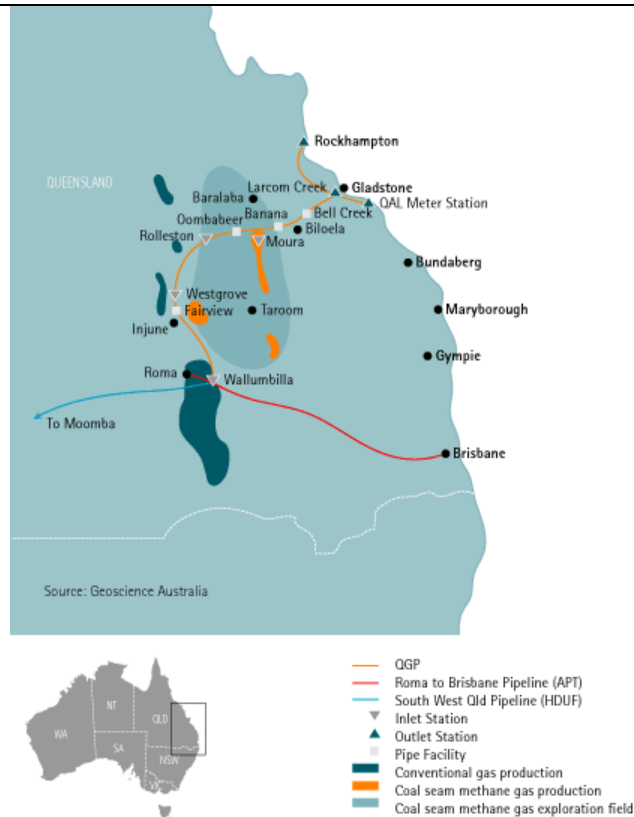 Rockhampton
QUEENSLAND
Larcom Creek
Gladstone
Baralaba
QAL Meter Station
Banana
Bell Creek
Oombabeer
Biloela
Rolleston
Moura
Bundaberg
Westgrove
Fairview
Taroom
Maryborough
Injune
Gympie
Roma
Wallumbilla
To Moomba
Brisbane
Source: Geoscience Australia
QGP
Roma to Brisbane Pipeline (APT)
South West Qld Pipeline (HDUF)
Inlet Station
Outlet Station
Pipe Facility
Conventional gas production
Coal seam methane gas production
Coal seam methane gas exploration field
NT
QLD
WA
SA
NSW